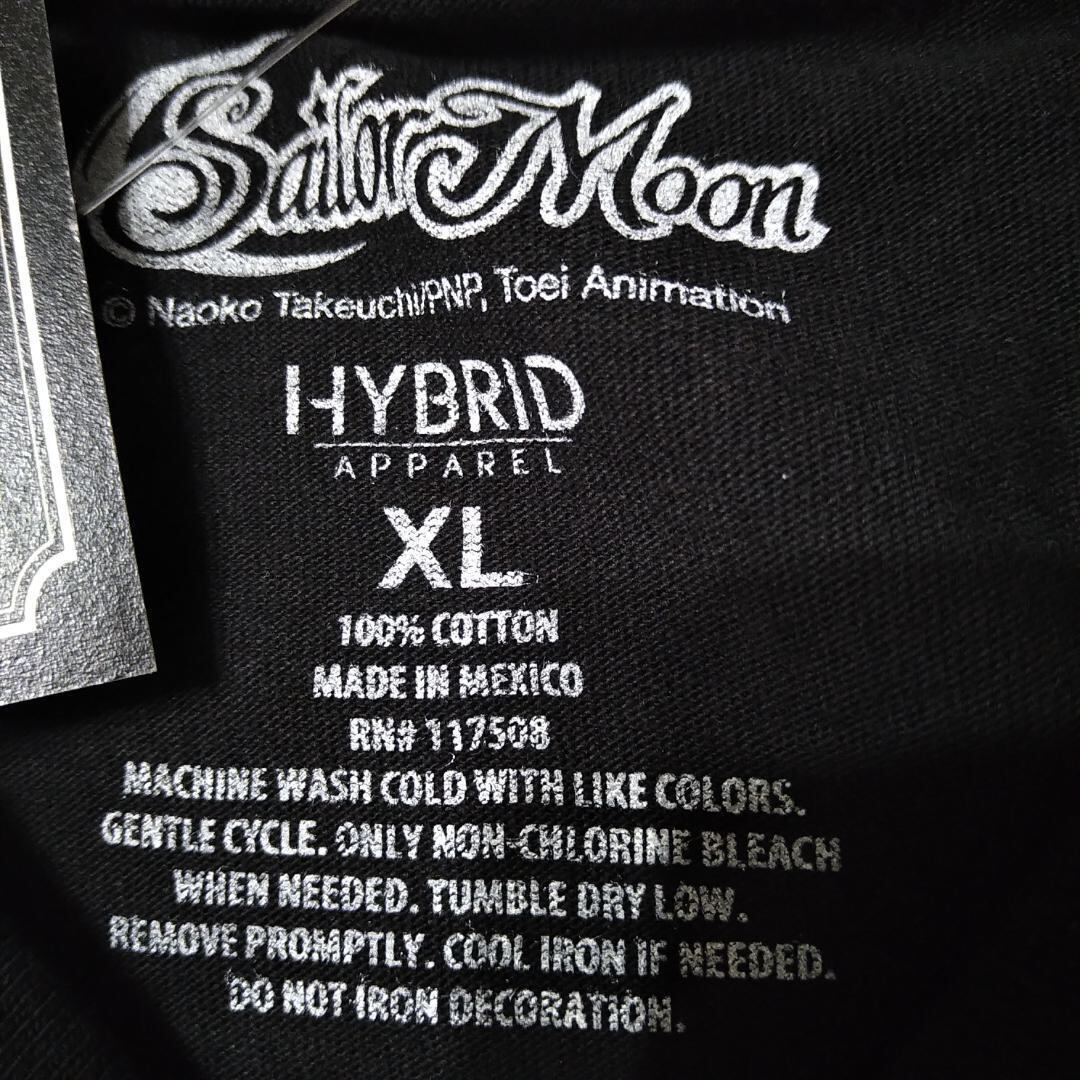 Sailor Moon
© Naoko Takeuchi/PNP, Toei Animation
HYBRID
APPAREL
XL
100% COTTON
MADE IN MEXICO
RN# 117508
MACHINE WASH COLD WITH LIKE COLORS.
GENTLE CYCLE. ONLY NON-CHLORINE BLEACH
WHEN NEEDED. TUMBLE DRY LOW.
REMOVE PROMPTLY. COOL IRON IF NEEDED.
DO NOT IRON DECORATION.